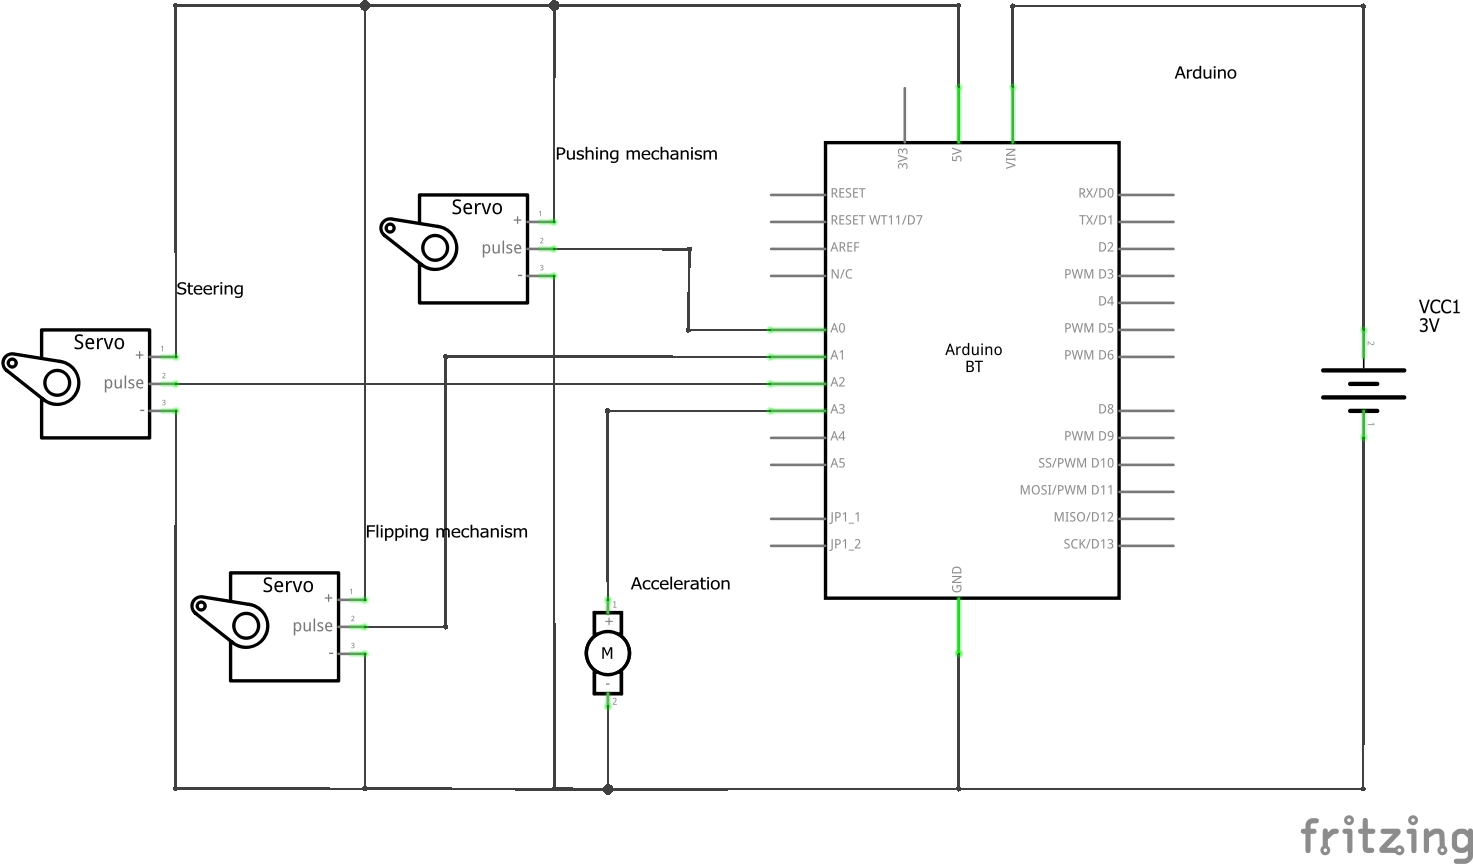 Arduino
3V3
5V
VIN
Pushing mechanism
Servo
+
pulse
-
1
2
3
RESET
RESET WT11/D7
AREF
N/C
A0
A1
A2
A3
A4
A5
JP1_1
JP1_2
RX/D0
TX/D1
D2
PWM D3
D4
PWM D5
PWM D6
D8
PWM D9
SS/PWM D10
MOSI/PWM D11
MISO/D12
SCK/D13
GND
Arduino
BT
Steering
Servo
+
pulse
-
1
2
3
VCC1
3V
2
1
Flipping mechanism
Servo
+
pulse
-
1
2
3
Acceleration
1
+
M
-
2
fritzing